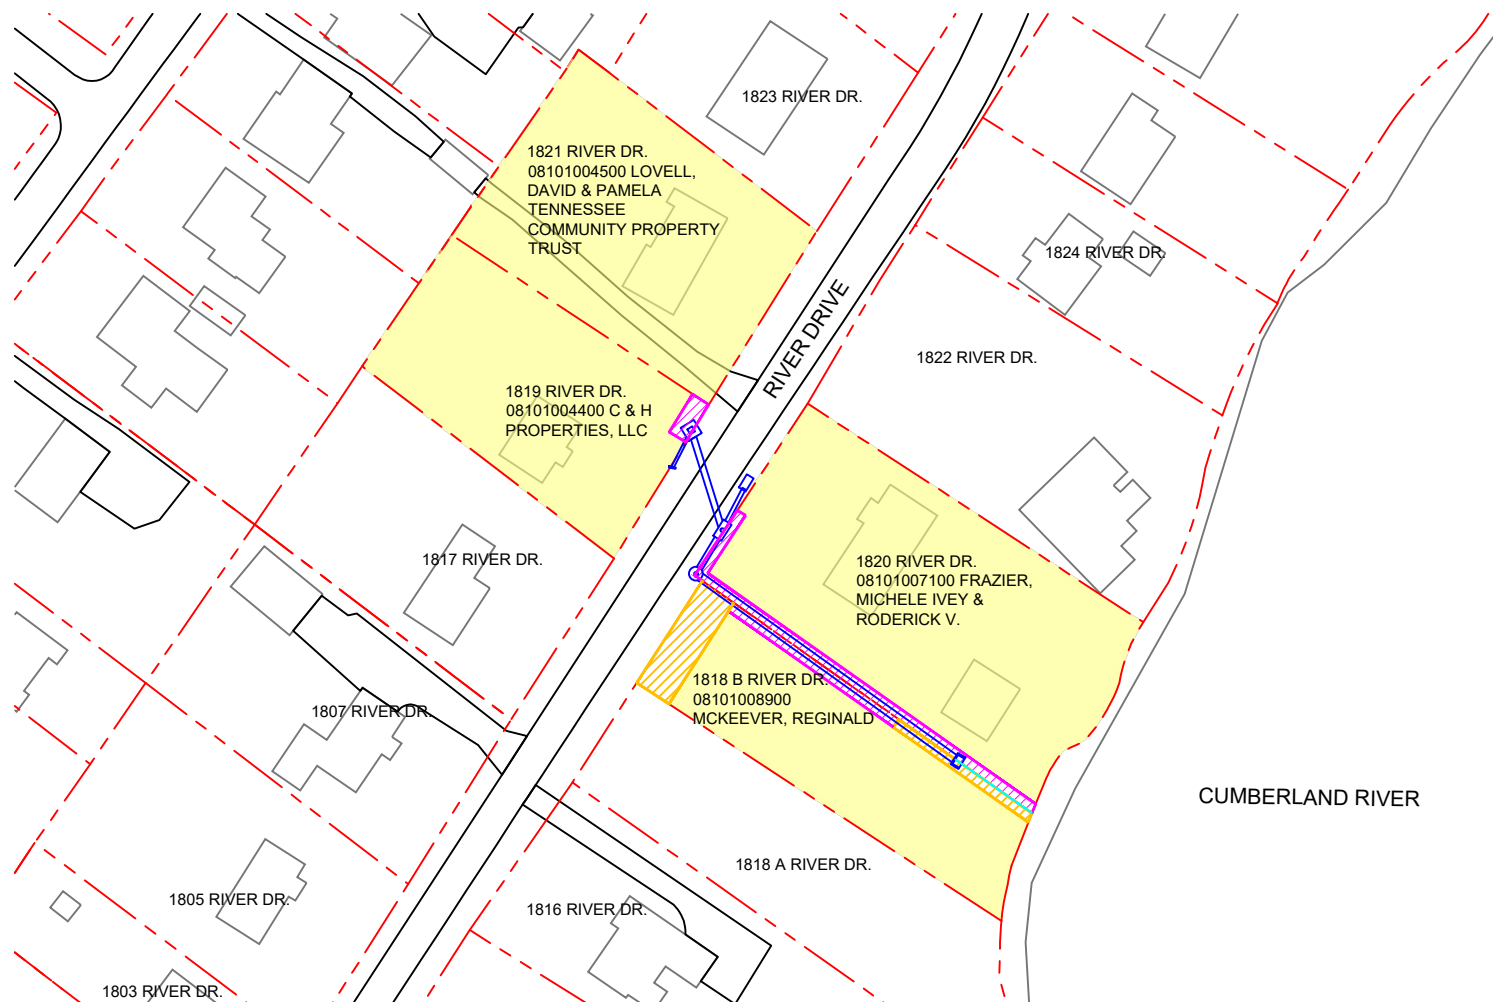 1823 RIVER DR.
1821 RIVER DR.
08101004500 LOVELL,
DAVID & PAMELA
TENNESSEE
COMMUNITY PROPERTY
TRUST
1824 RIVER DR.
RIVER DRIVE
1822 RIVER DR.
1819 RIVER DR.
08101004400 C & H
PROPERTIES, LLC
1817 RIVER DR.
1820 RIVER DR.
08101007100 FRAZIER,
MICHELE IVEY &
RODERICK V.
1818 B RIVER DR.
08101008900
MCKEEVER, REGINALD
1807 RIVER DR.
CUMBERLAND RIVER
1818 A RIVER DR.
1805 RIVER DR.
1816 RIVER DR.
1803 RIVER DR.